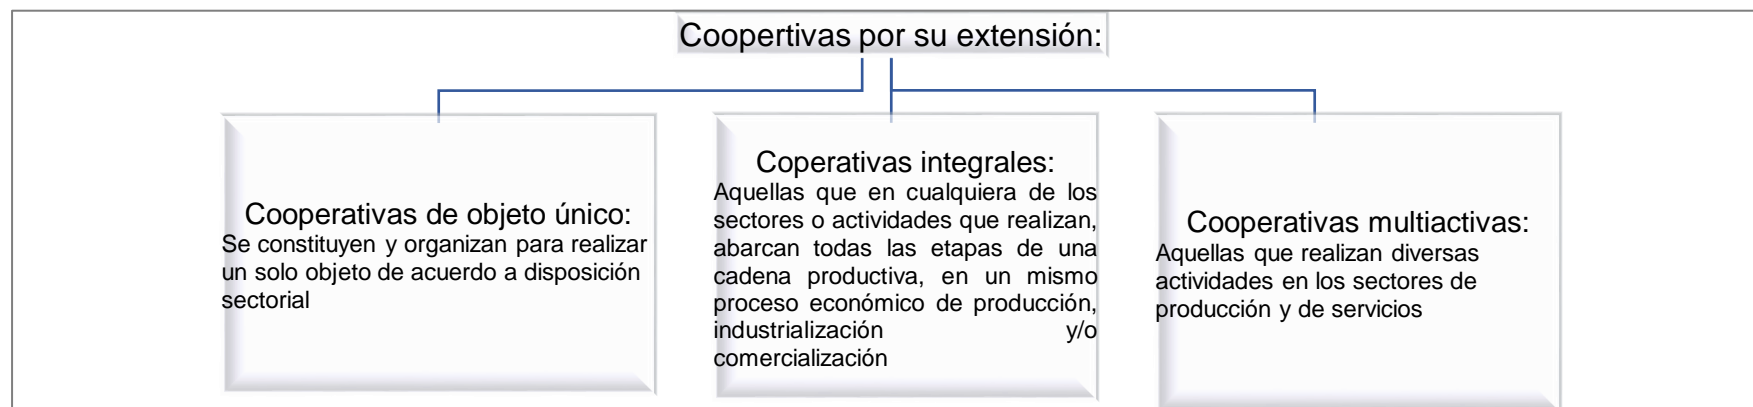 Coopertivas por su extensión:
Cooperativas de objeto único:
Se constituyen y organizan para realizar
un solo objeto de acuerdo a disposición
sectorial
Coperativas integrales:
Aquellas que en cualquiera de los
sectores o actividades que realizan,
abarcan todas las etapas de una
cadena productiva, en un mismo
proceso económico de producción,
industrialización y/o
comercialización
Cooperativas multiactivas:
Aquellas que realizan diversas
actividades en los sectores de
producción y de servicios